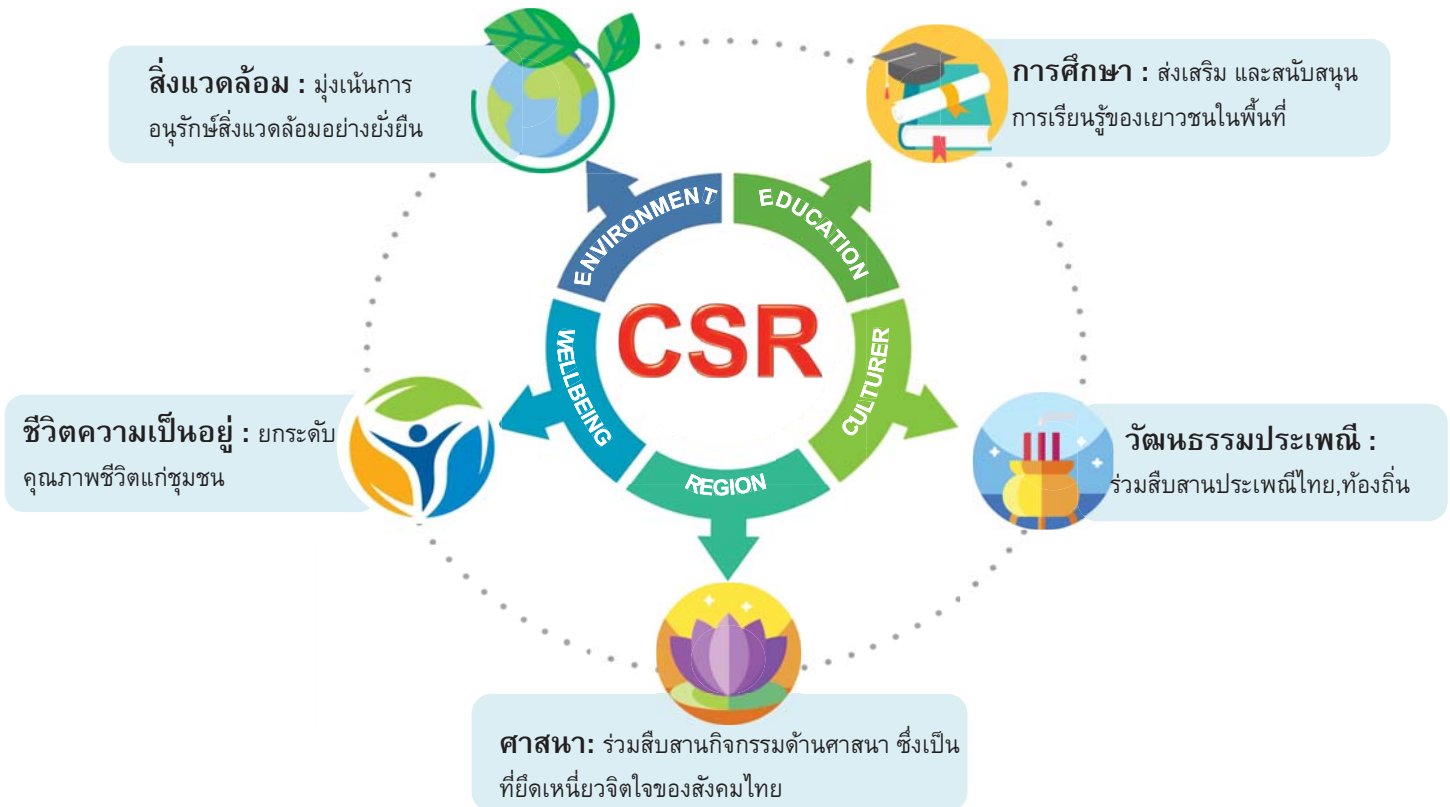 สิ่งแวดล้อม : มุ่งเน้นการ
อนุรักษ์สิ่งแวดล้อมอย่างยั่งยืน
การศึกษา : ส่งเสริม และสนับสนุน
การเรียนรู้ของเยาวชนในพื้นที่
ENVIRONMENT
EDUCATION
CSR
WELLBEING
CULTURER
REGION
ชีวิตความเป็นอยู่ : ยกระดับ
คุณภาพชีวิตแก่ชุมชน
วัฒนธรรมประเพณี :
ร่วมสืบสานประเพณีไทย,ท้องถิ่น
ศาสนา: ร่วมสืบสานกิจกรรมด้านศาสนา ซึ่งเป็น
ที่ยึดเหนี่ยวจิตใจของสังคมไทย